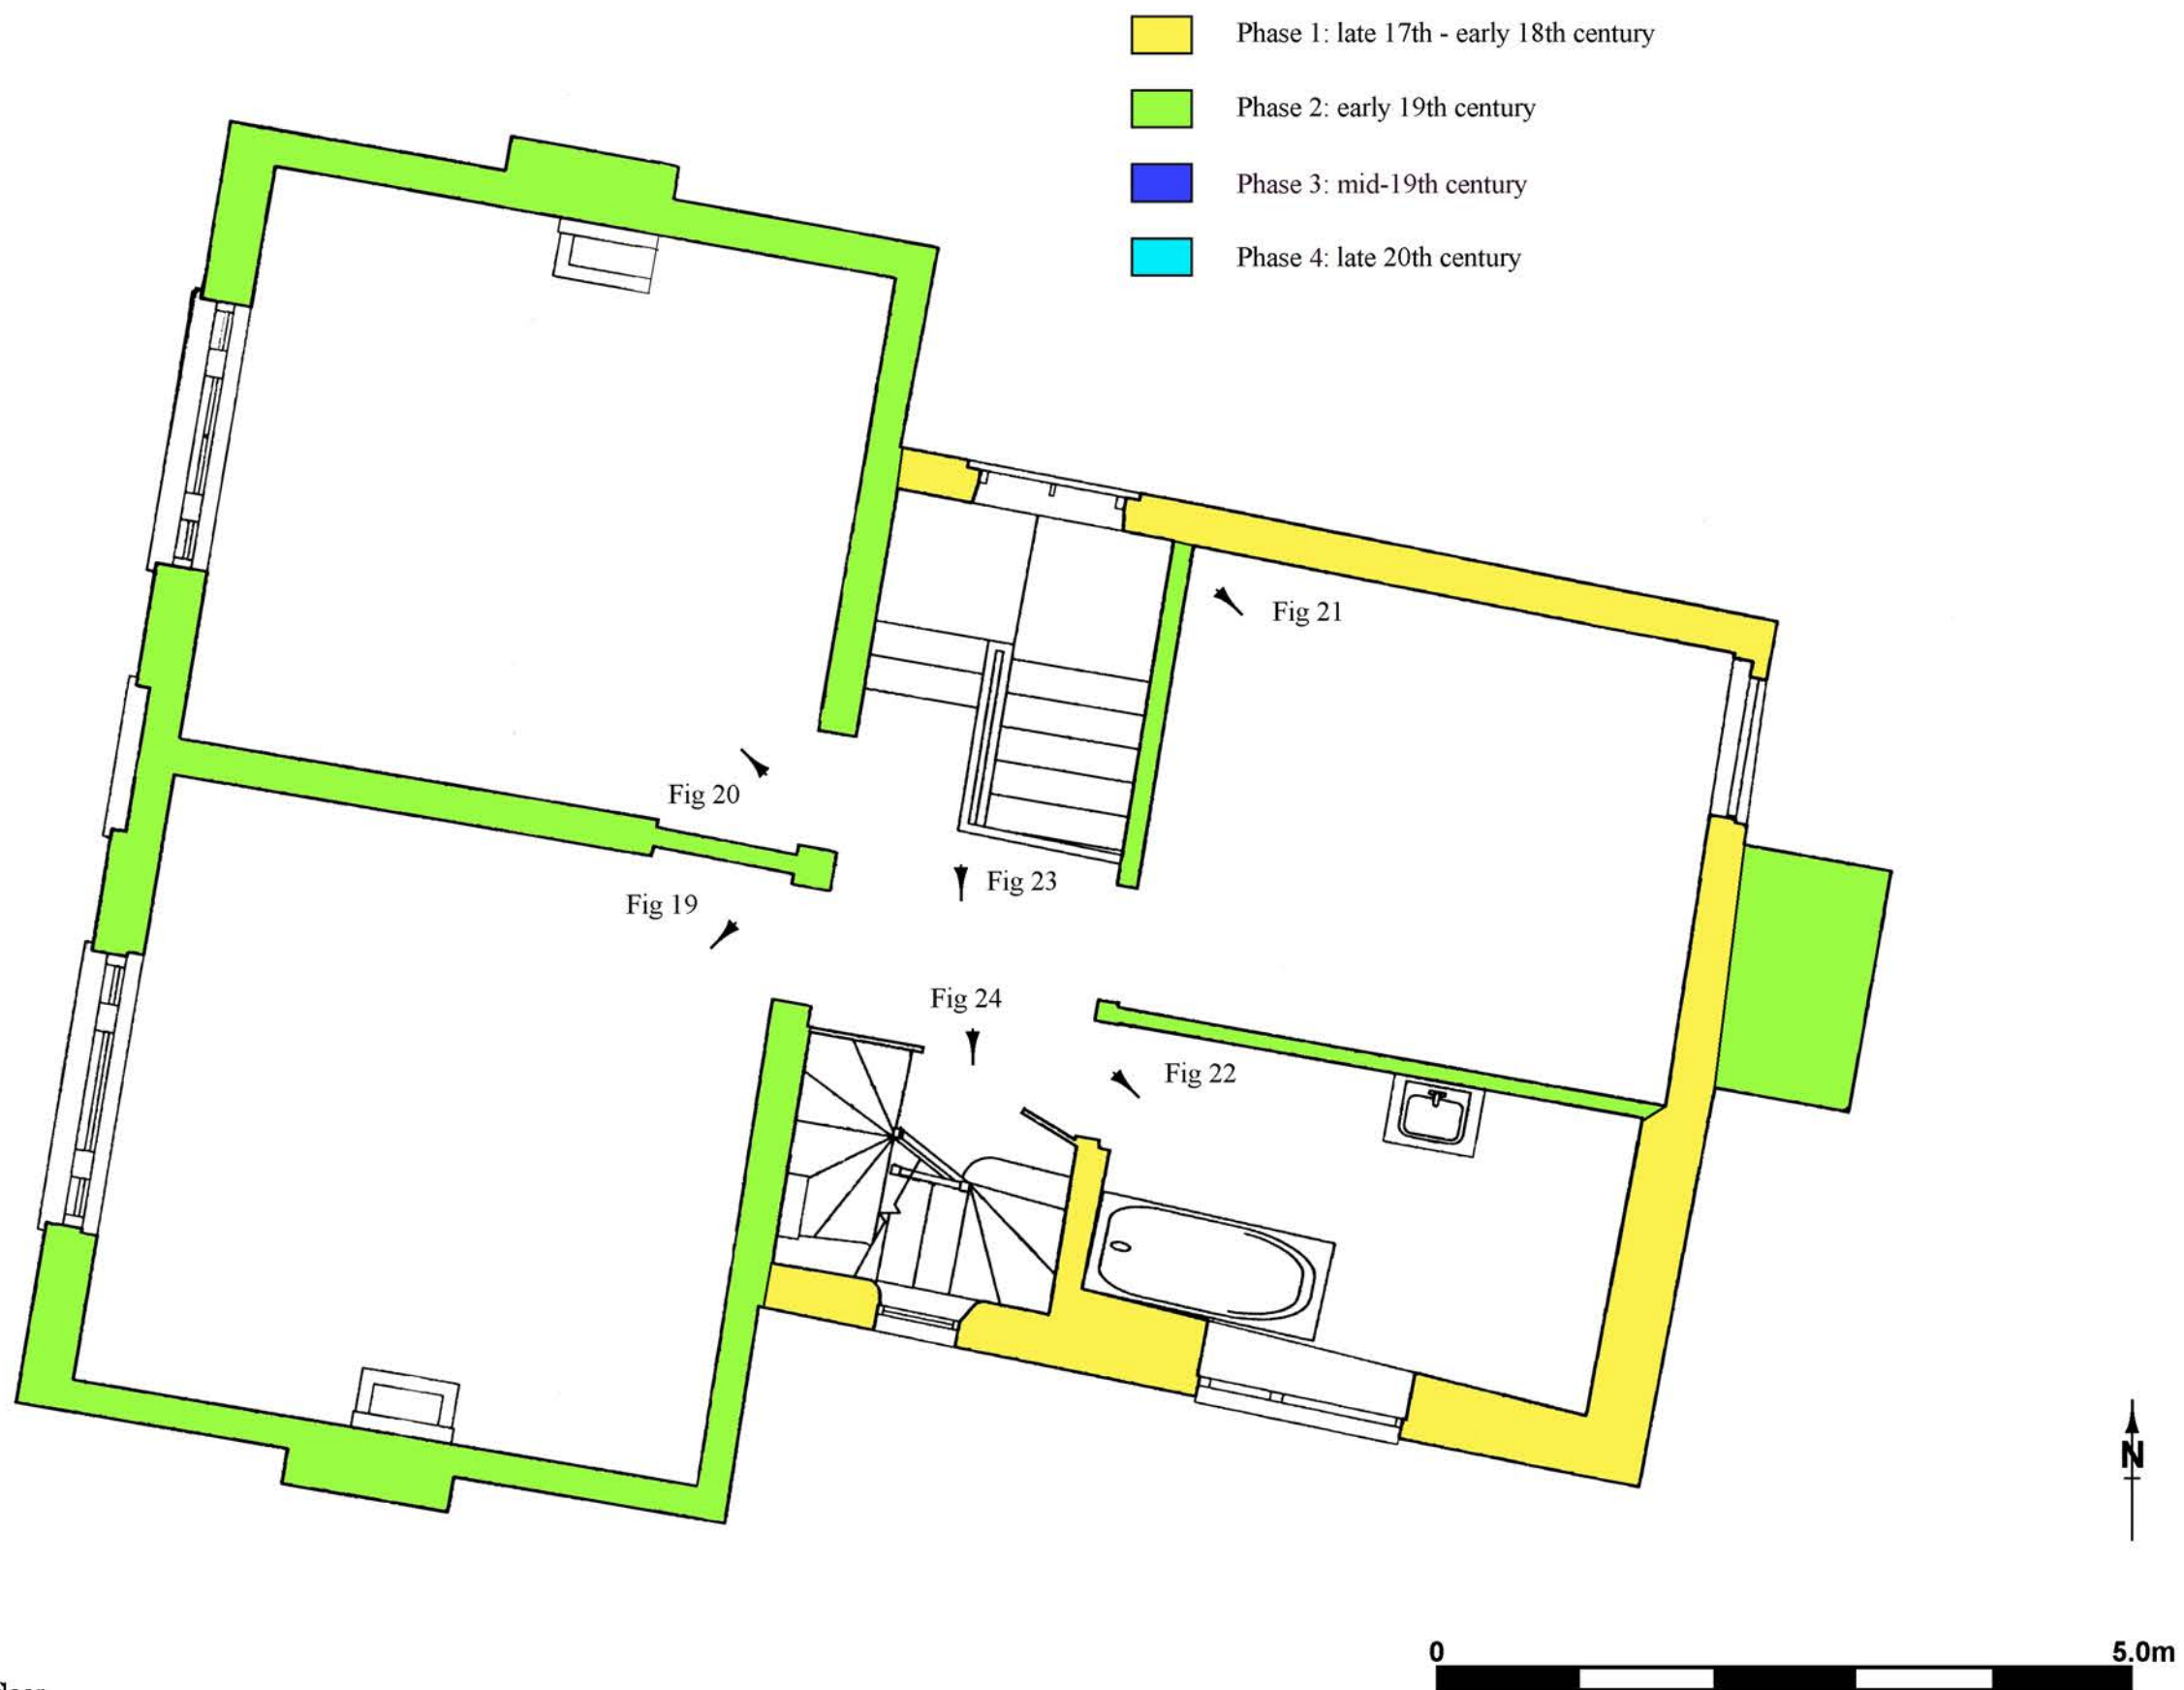 Phase 1: late 17th - early 18th century
Phase 2: early 19th century
Phase 3: mid-19th century
Phase 4: late 20th century
Fig 21
Fig 20
Fig 23
Fig 19
Fig 24
Fig 22
N
0 5.0m